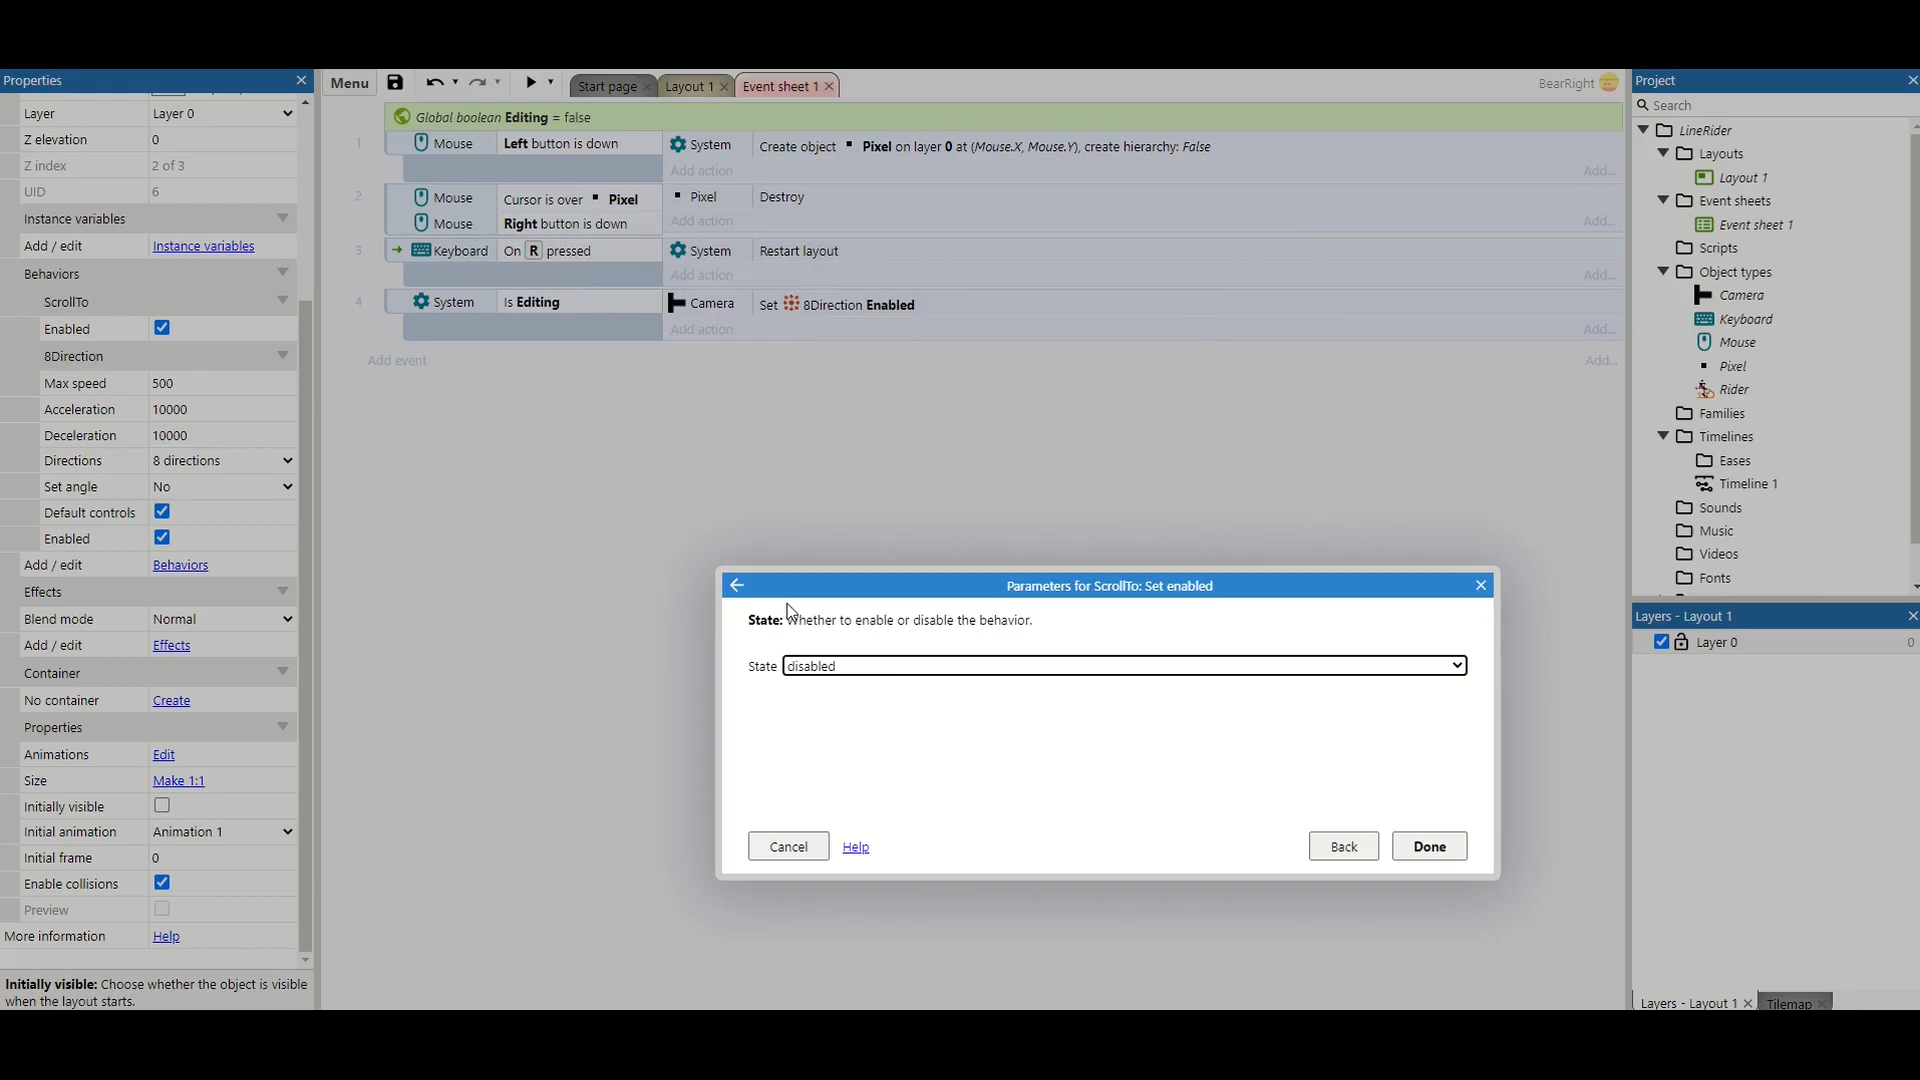 Properties
Layer Layer 0
Z elevation 0
Z index 2 of 3
UID 6
Instance variables
Add / edit Instance variables
Behaviors
ScrollTo
Enabled
8Direction
Max speed 500
Acceleration 10000
Deceleration 10000
Directions 8 directions
Set angle No
Default controls
Enabled
Add / edit Behaviors
Effects
Blend mode Normal
Add / edit Effects
Container
No container Create
Properties
Animations Edit
Size Make 1:1
Initially visible
Initial animation Animation 1
Initial frame 0
Enable collisions
Preview
More information Help
Initially visible: Choose whether the object is visible
when the layout starts.
Menu Start page Layout 1 Event sheet 1 BearRight
Global boolean Editing = false
1 Mouse Left button is down System Create object Pixel on layer 0 at (Mouse.X, Mouse.Y), create hierarchy: False
Add action Add...
2 Mouse Cursor is over Pixel Pixel Destroy
Mouse Right button is down Add action Add...
3 Keyboard On R pressed System Restart layout
Add action Add...
4 System Is Editing Camera Set 8Direction Enabled
Add action Add...
Add event Add...
Parameters for ScrollTo: Set enabled
State: Whether to enable or disable the behavior.
State disabled
Cancel Help Back Done
Project
Search
LineRider
Layouts
Layout 1
Event sheets
Event sheet 1
Scripts
Object types
Camera
Keyboard
Mouse
Pixel
Rider
Families
Timelines
Eases
Timeline 1
Sounds
Music
Videos
Fonts
Layers - Layout 1
Layer 0 0
Layers - Layout 1 Tilemap